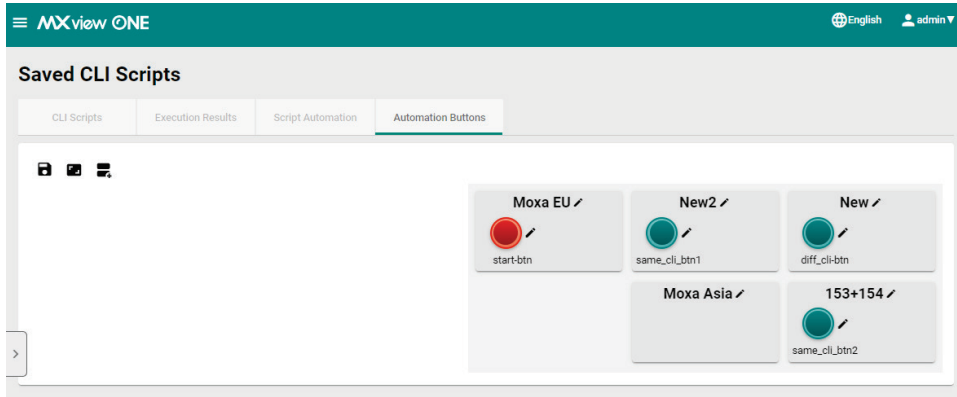 MXview ONE
English
admin
Saved CLI Scripts
CLI Scripts
Execution Results
Script Automation
Automation Buttons
Moxa EU
New2
New
start-btn
same_cli_btn1
diff_cli-btn
Moxa Asia
153+154
same_cli_btn2